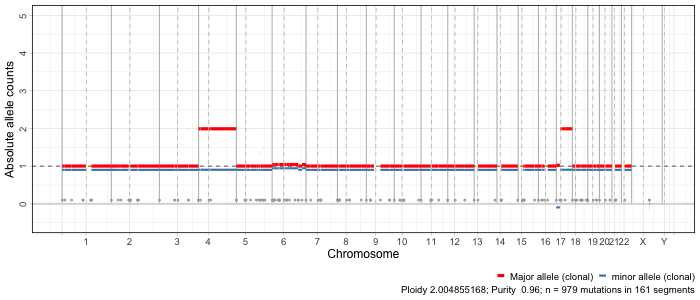 Absolute allele counts
5
4
3
2
1
0
1 2 3 4 5 6 7 8 9 10 11 12 13 14 15 16 17 18 19 20 21 22 X Y
Chromosome
Major allele (clonal) minor allele (clonal)
Ploidy 2.004855168; Purity 0.96; n = 979 mutations in 161 segments